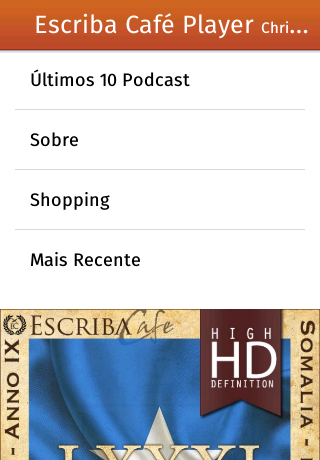 Escriba Café Player Chri...
Últimos 10 Podcast
Sobre
Shopping
Mais Recente
ESCRIBA Cafe
HIGH
HD
DEFINITION
- ANNO IX
SOMALIA -
LXXXI